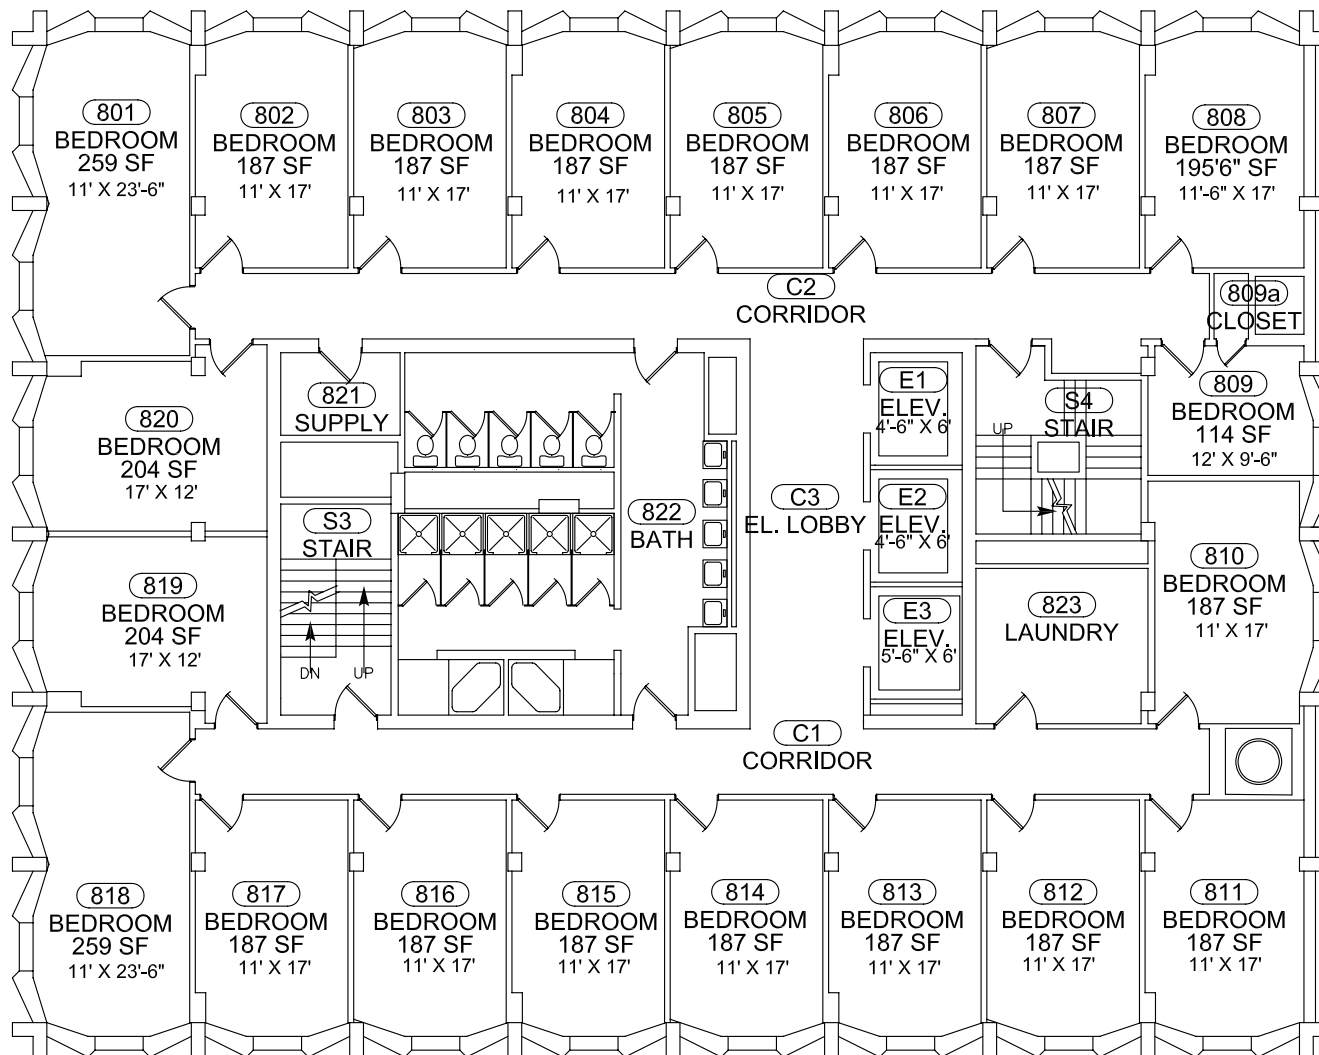 801
BEDROOM
259 SF
11' X 23'-6"
802
BEDROOM
187 SF
11' X 17'
803
BEDROOM
187 SF
11' X 17'
804
BEDROOM
187 SF
11' X 17'
805
BEDROOM
187 SF
11' X 17'
806
BEDROOM
187 SF
11' X 17'
807
BEDROOM
187 SF
11' X 17'
808
BEDROOM
195'6" SF
11'-6" X 17'
C2
CORRIDOR
809a
CLOSET
820
BEDROOM
204 SF
17' X 12'
821
SUPPLY
E1
ELEV.
4'-6" X 6'
S4
STAIR
UP
809
BEDROOM
114 SF
12' X 9'-6"
S3
STAIR
822
BATH
C3
EL. LOBBY
E2
ELEV.
4'-6" X 6'
819
BEDROOM
204 SF
17' X 12'
DN
UP
E3
ELEV.
5'-6" X 6'
823
LAUNDRY
810
BEDROOM
187 SF
11' X 17'
C1
CORRIDOR
818
BEDROOM
259 SF
11' X 23'-6"
817
BEDROOM
187 SF
11' X 17'
816
BEDROOM
187 SF
11' X 17'
815
BEDROOM
187 SF
11' X 17'
814
BEDROOM
187 SF
11' X 17'
813
BEDROOM
187 SF
11' X 17'
812
BEDROOM
187 SF
11' X 17'
811
BEDROOM
187 SF
11' X 17'